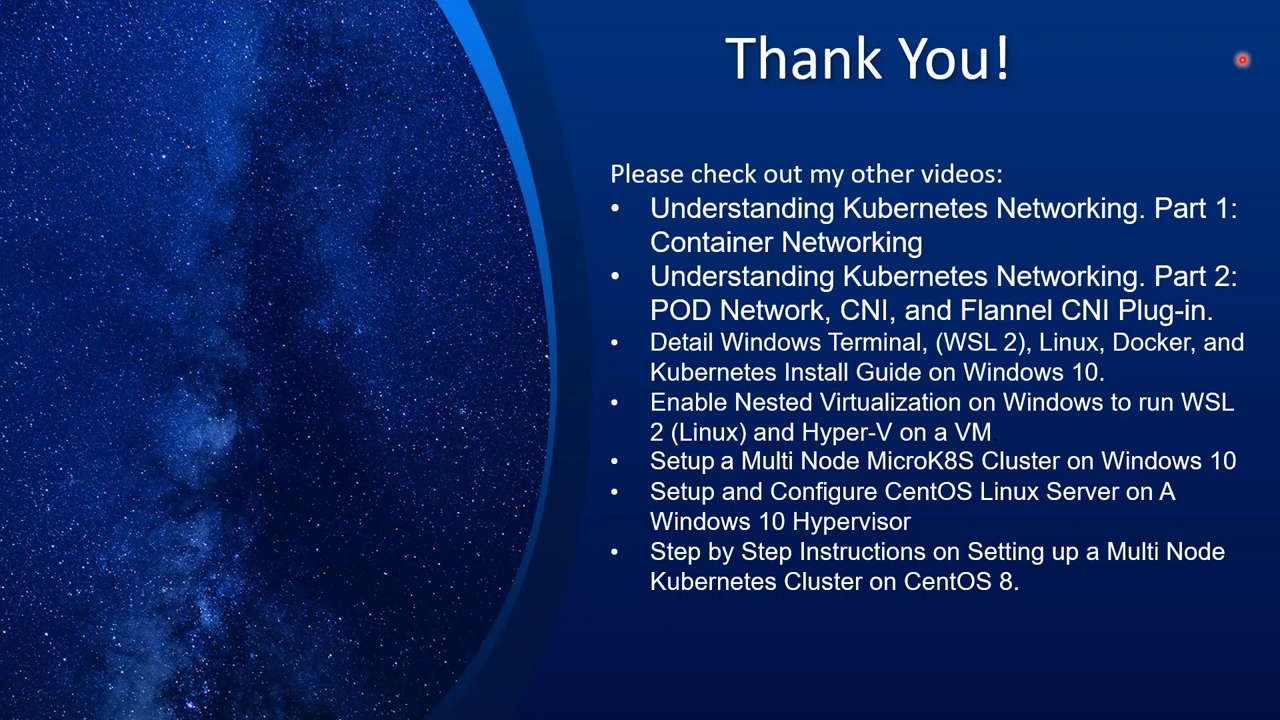 Thank You!
Please check out my other videos:
• Understanding Kubernetes Networking. Part 1:
Container Networking
• Understanding Kubernetes Networking. Part 2:
POD Network, CNI, and Flannel CNI Plug-in.
• Detail Windows Terminal, (WSL 2), Linux, Docker, and
Kubernetes Install Guide on Windows 10.
• Enable Nested Virtualization on Windows to run WSL
2 (Linux) and Hyper-V on a VM.
• Setup a Multi Node MicroK8S Cluster on Windows 10
• Setup and Configure CentOS Linux Server on A
Windows 10 Hypervisor
• Step by Step Instructions on Setting up a Multi Node
Kubernetes Cluster on CentOS 8.